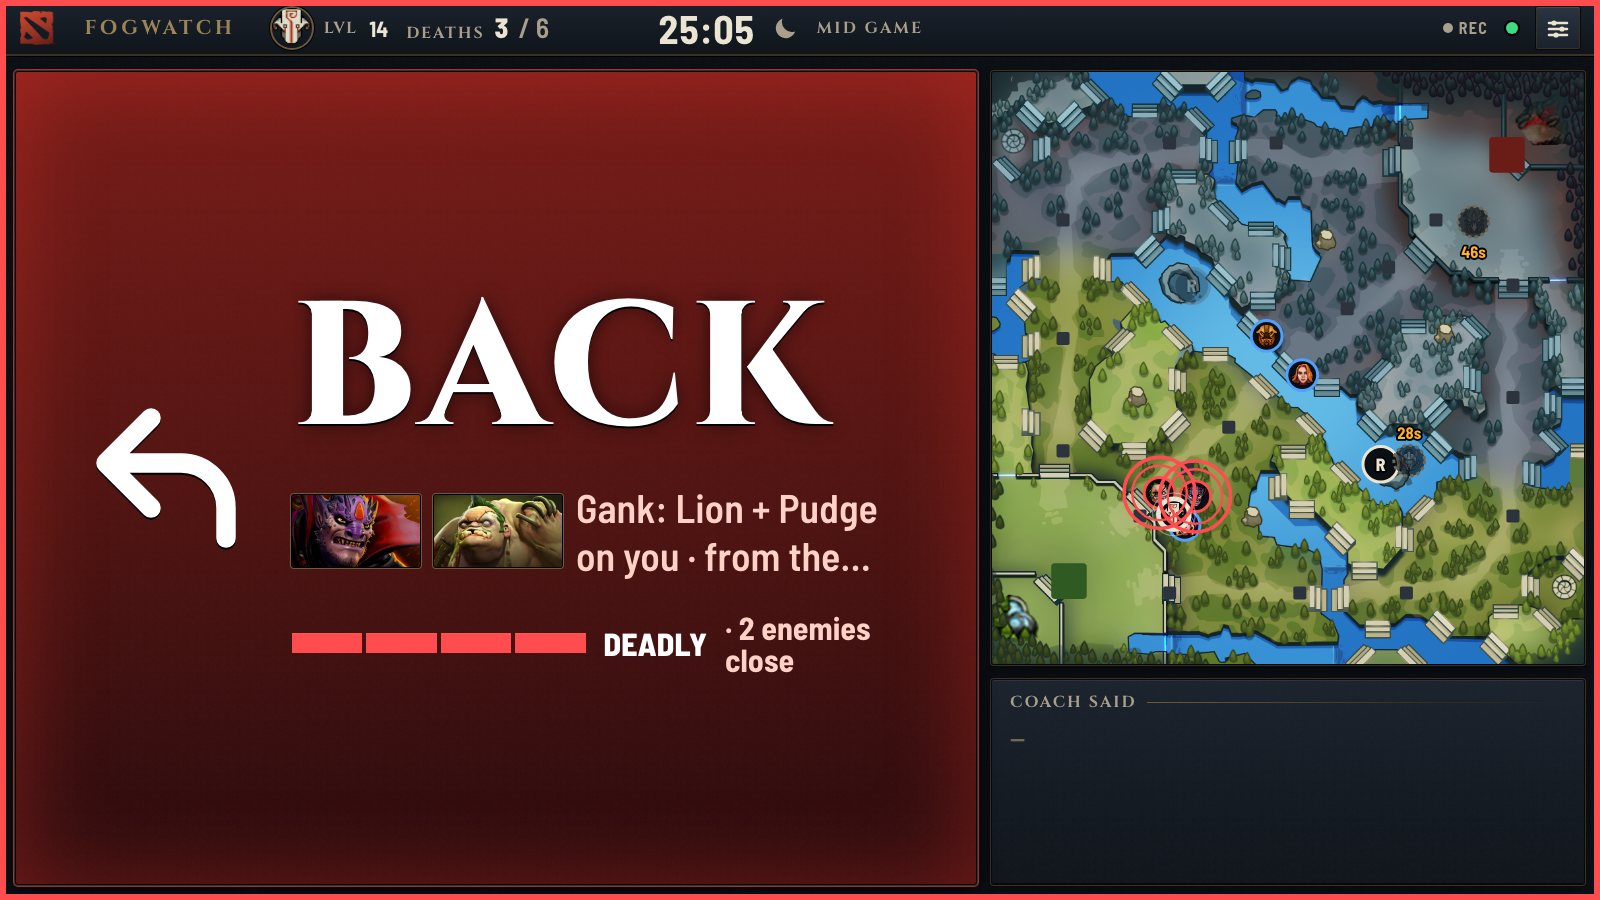 FOGWATCH
LVL 14
DEATHS 3 / 6
25:05
MID GAME
REC
BACK
Gank: Lion + Pudge
on you · from the...
DEADLY
· 2 enemies
close
46s
R
28s
R
COACH SAID
—